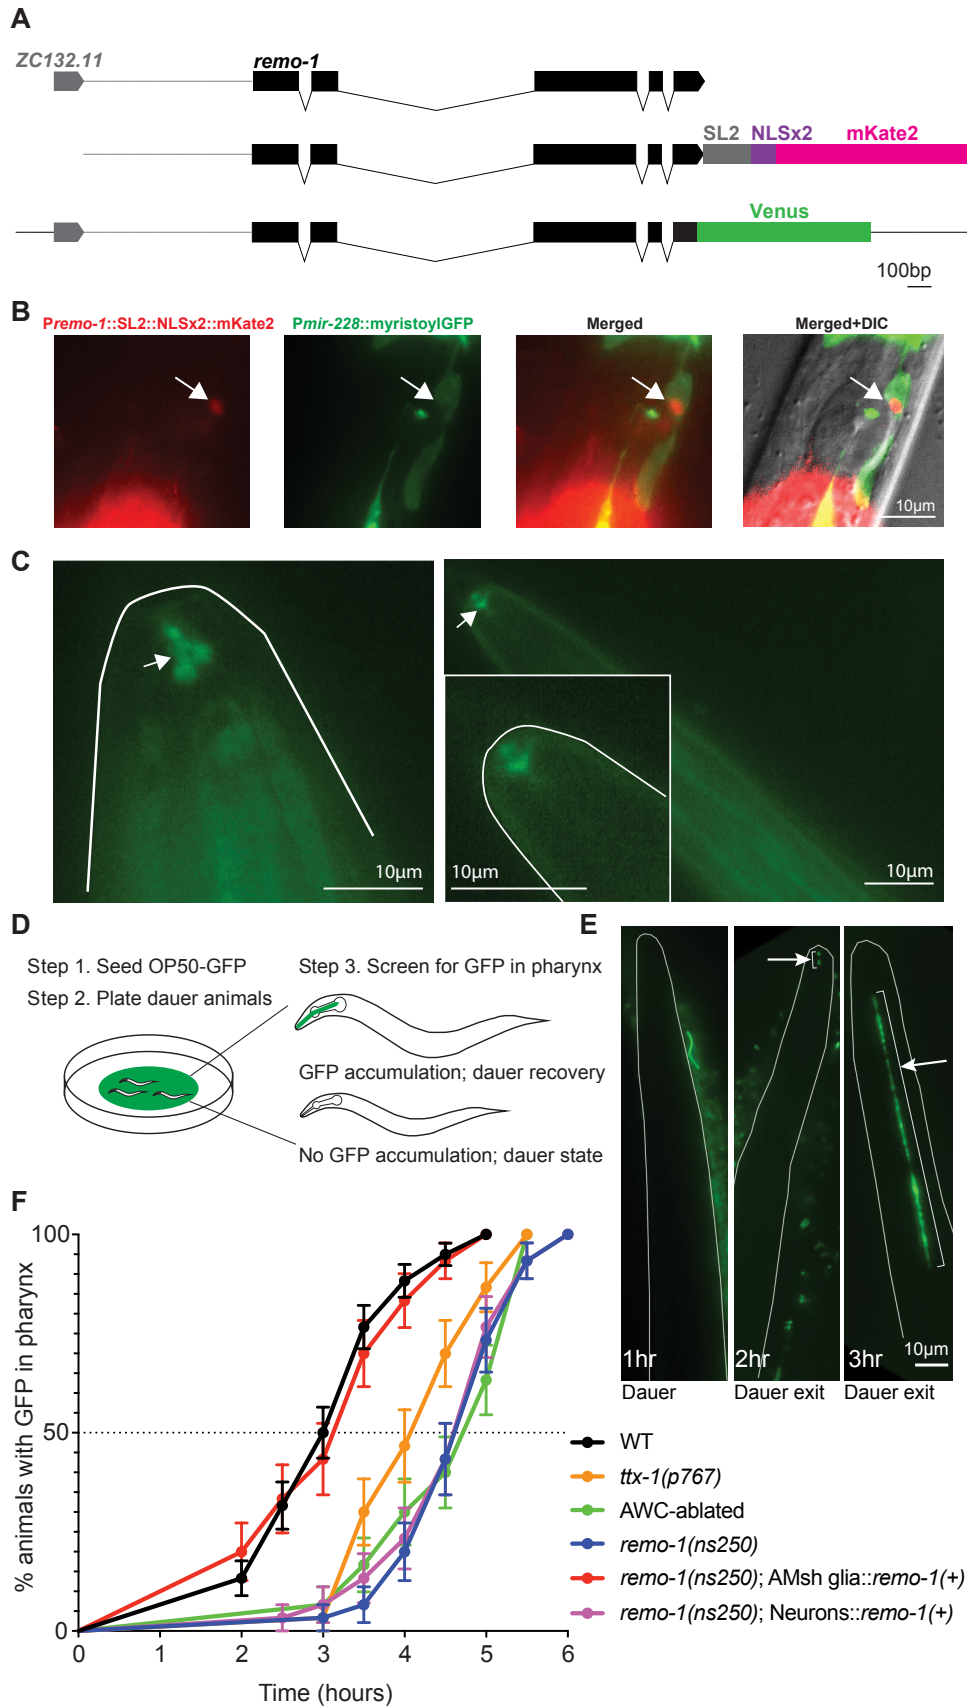 A
ZC132.11
remo-1
SL2 NLSx2 mKate2
Venus
100bp
B
Premo-1::SL2::NLSx2::mKate2
Pmir-228::myristoylGFP
Merged
Merged+DIC
10µm
C
10µm
10µm
D
Step 1. Seed OP50-GFP
Step 2. Plate dauer animals
Step 3. Screen for GFP in pharynx
GFP accumulation; dauer recovery
No GFP accumulation; dauer state
E
1hr
2hr
3hr
10µm
Dauer
Dauer exit
Dauer exit
F
% animals with GFP in pharynx
100
50
0
0 1 2 3 4 5 6
Time (hours)
WT
ttx-1(p767)
AWC-ablated
remo-1(ns250)
remo-1(ns250); AMsh glia::remo-1(+)
remo-1(ns250); Neurons::remo-1(+)